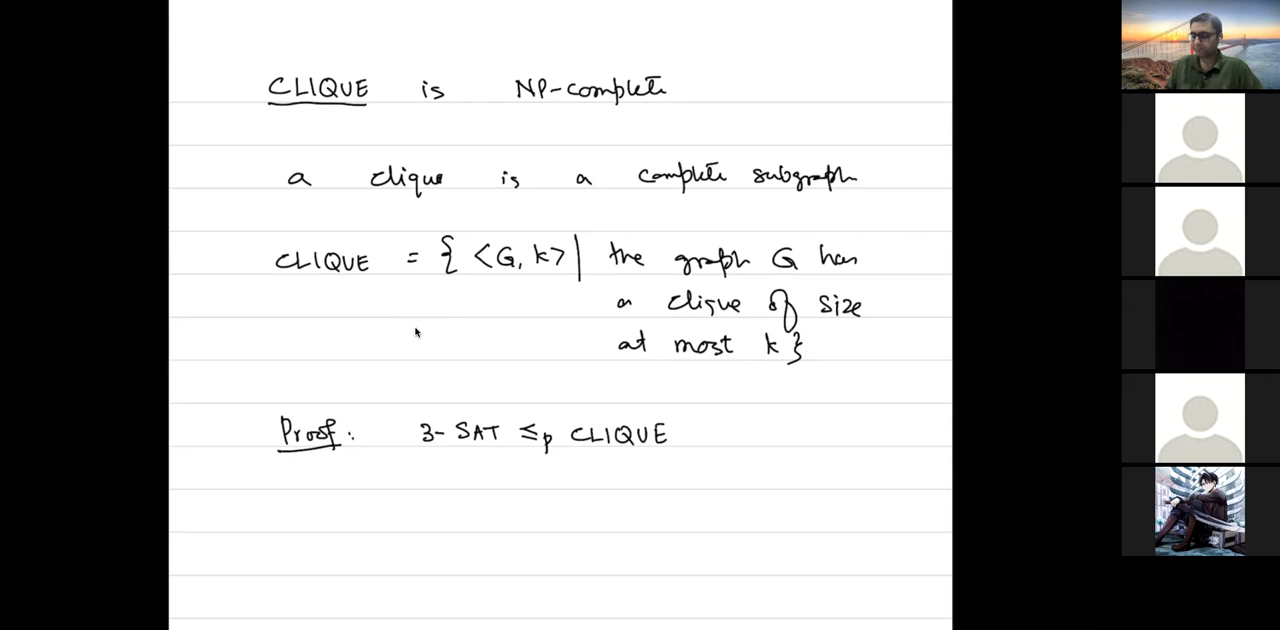 CLIQUE is NP-complete
a clique is a complete subgraph
CLIQUE = { <G, k> | the graph G has
a clique of size
at most k }
Proof: 3-SAT ≤p CLIQUE